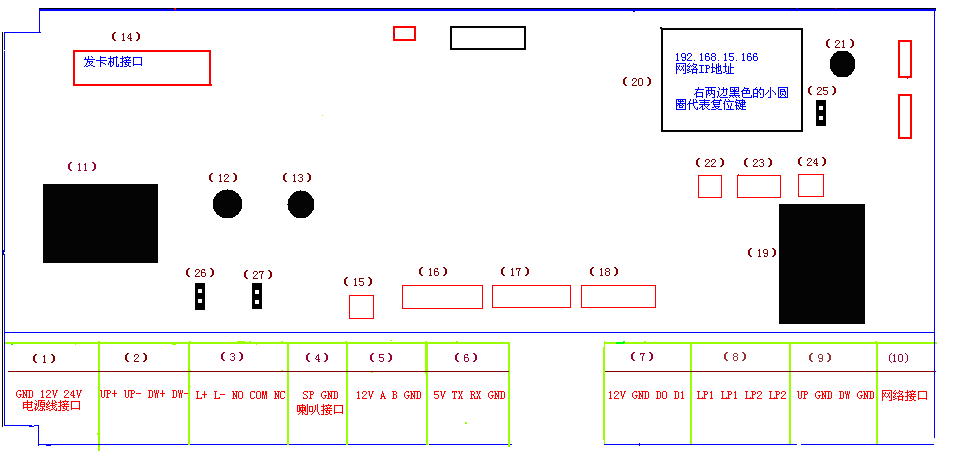 (14)
发卡机接口
192.168.15.166
网络IP地址
右两边黑色的小圆
圈代表复位键
(20)
(21)
(25)
(11)
(12)
(13)
(22)
(23)
(24)
(19)
(26)
(27)
(15)
(16)
(17)
(18)
(1)
(2)
(3)
(4)
(5)
(6)
(7)
(8)
(9)
(10)
GND 12V 24V
电源线接口
UP+ UP- DW+ DW-
L+ L- NO COM NC
SP GND
喇叭接口
12V A B GND
5V TX RX GND
12V GND DO D1
LP1 LP1 LP2 LP2
UP GND DW GND
网络接口